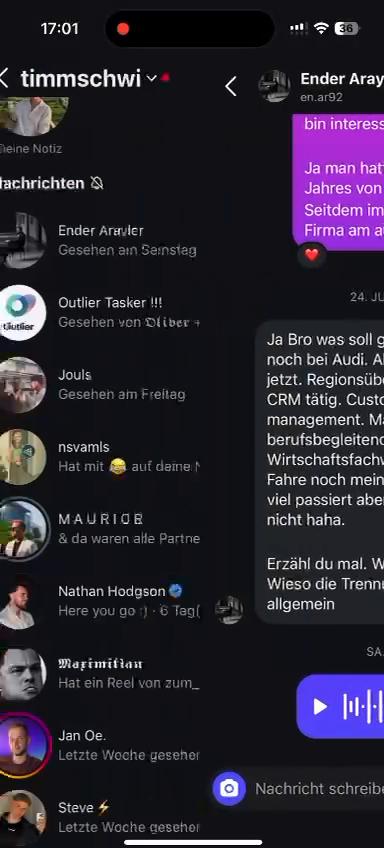 17:01
36
timmschwi
Deine Notiz
Nachrichten
Ender Arayler
Gesehen am Samstag
Outlier Tasker !!!
Outlier
Gesehen von
Jouls
Gesehen am Freitag
nsvamls
Hat mit 😂 auf deine N
MAURICE
& da waren alle Partne
Nathan Hodgson
Here you go :) · 6 Tag(
Maximilian
Hat ein Reel von zum_
Jan Oe.
Letzte Woche gesehen
Steve ⚡
Letzte Woche gesehen
Ender Aray
en.ar92
bin interess
Ja man hat
Jahres von
Seitdem im
Firma am a
❤️
24. JU
Ja Bro was soll g
noch bei Audi. A
jetzt. Regionsübe
CRM tätig. Custo
management. Ma
berufsbegleitend
Wirtschaftsfachw
Fahre noch mein
viel passiert aber
nicht haha.
Erzähl du mal. W
Wieso die Trennu
allgemein
SA.
Nachricht schreibe